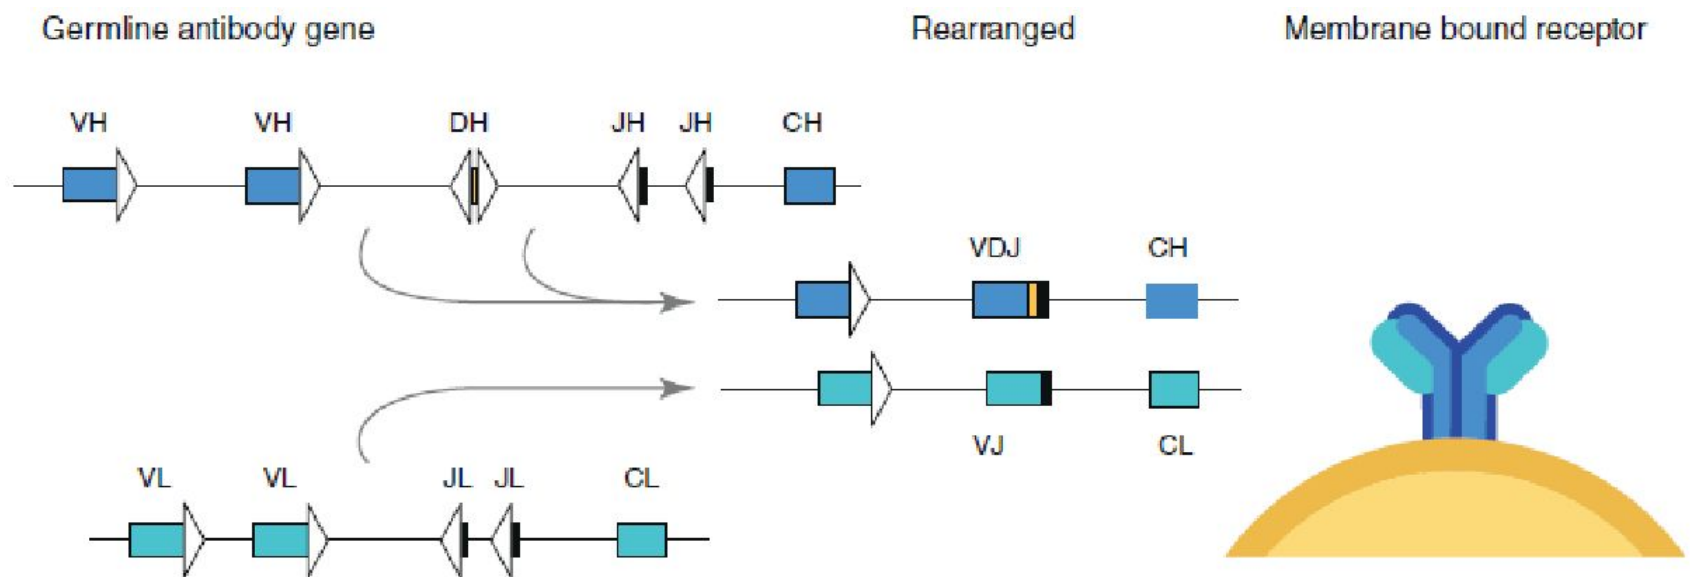 Germline antibody gene
Rearranged
Membrane bound receptor
VH VH DH JH JH CH
VDJ CH
VJ CL
VL VL JL JL CL